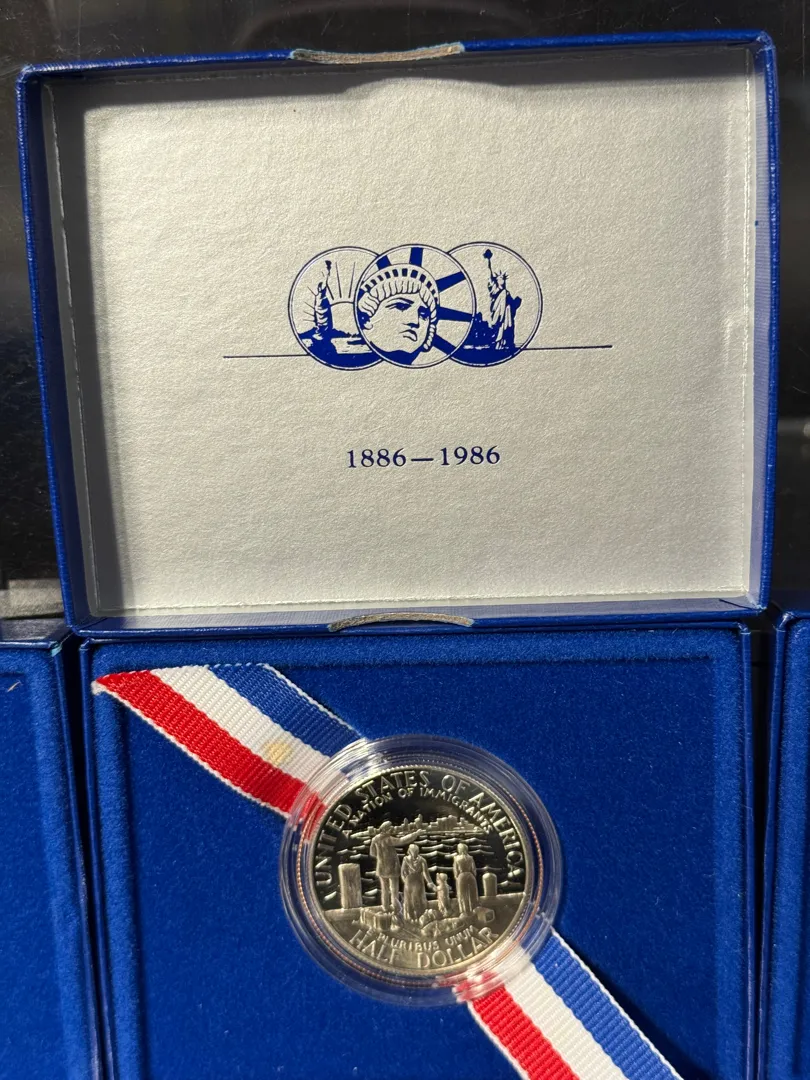 1886–1986
UNITED STATES OF AMERICA
A NATION OF IMMIGRANTS
PLURIBUS UNUM
HALF DOLLAR